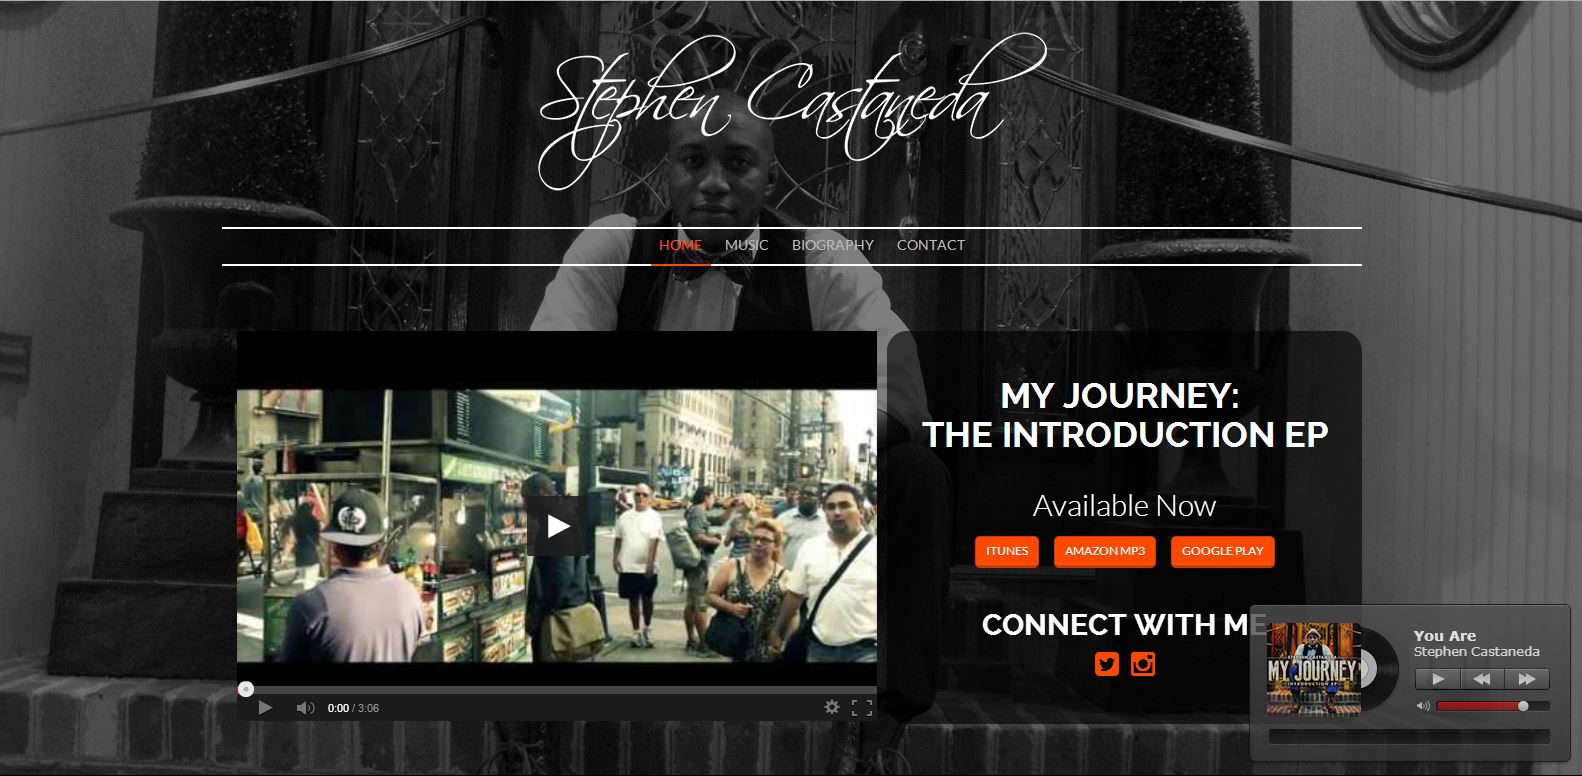 Stephen Castaneda
HOME MUSIC BIOGRAPHY CONTACT
MY JOURNEY:
THE INTRODUCTION EP
Available Now
ITUNES AMAZON MP3 GOOGLE PLAY
CONNECT WITH ME
0:00 / 3:06
You Are
Stephen Castaneda
STEPHEN CASTANEDA
MY JOURNEY
INTRODUCTION EP